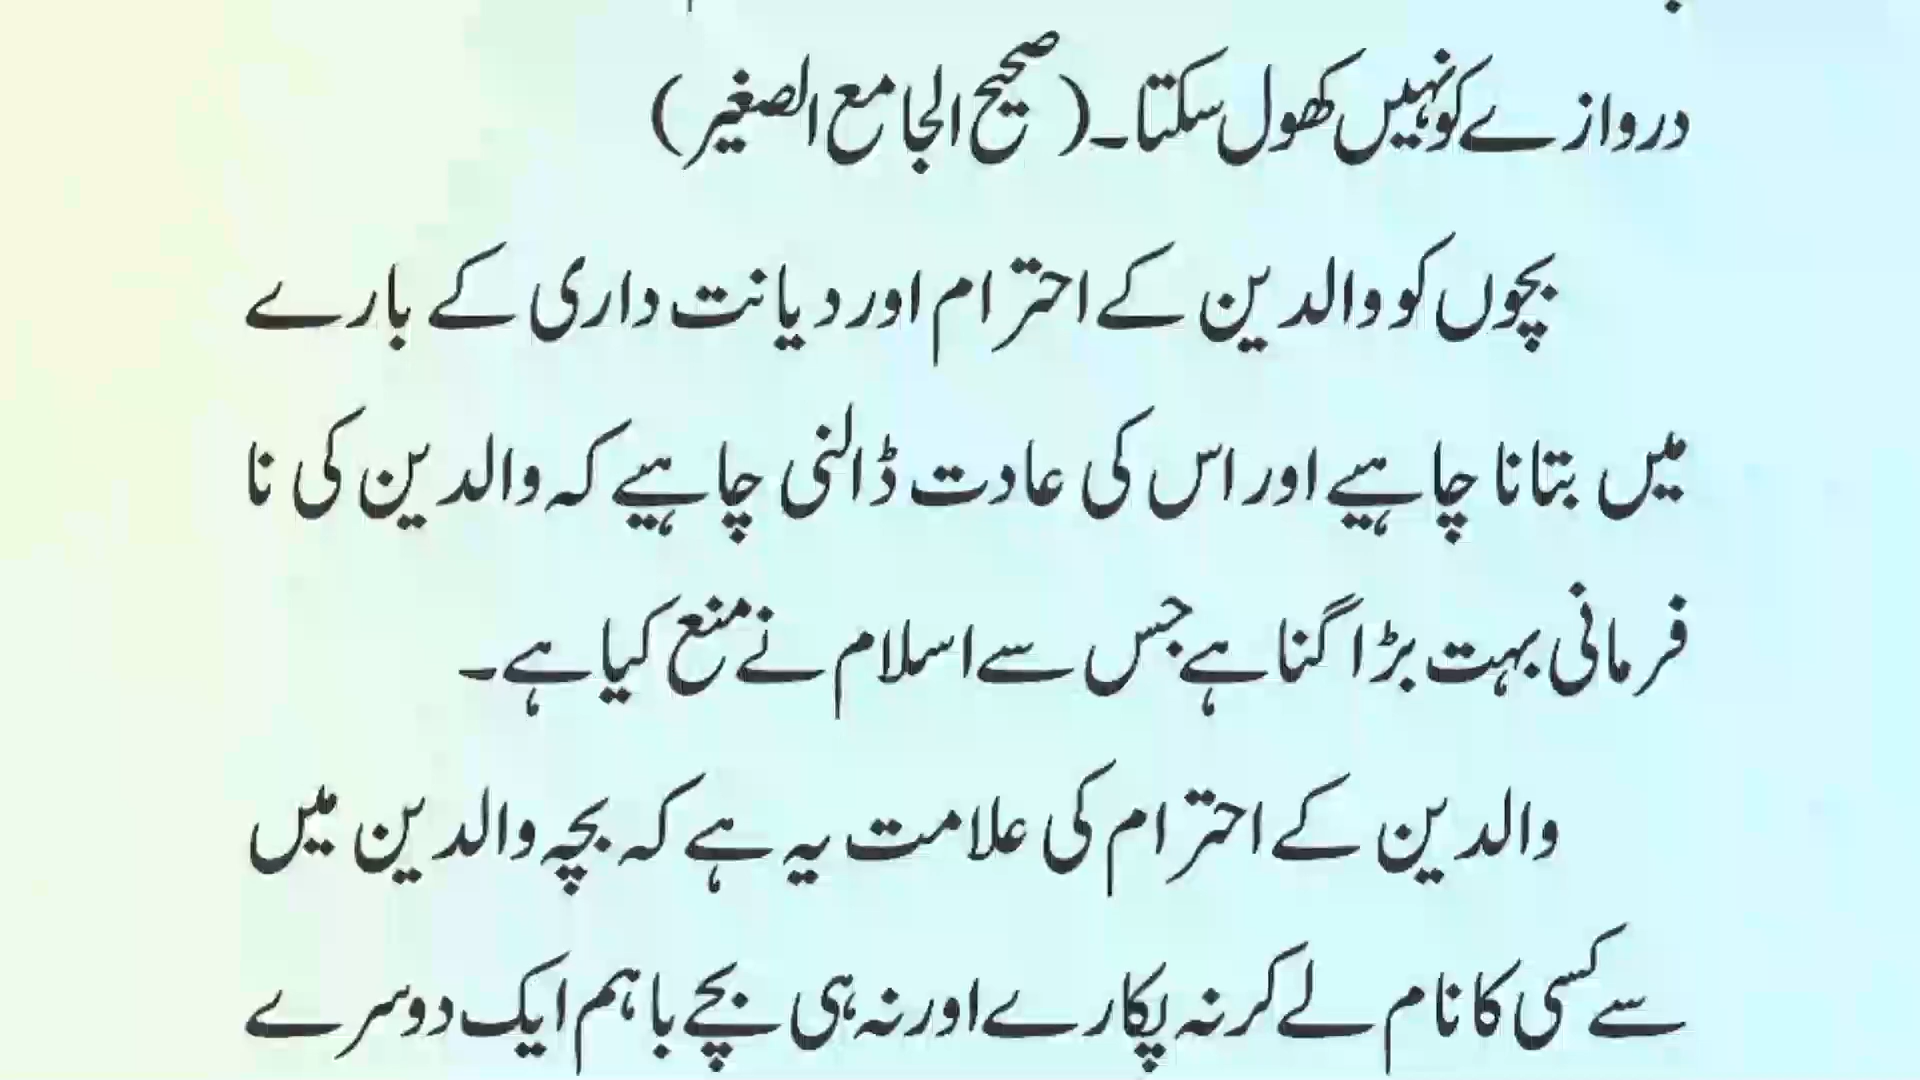 دروازے کو نہیں کھول سکتا۔ (صحیح الجامع الصغیر)
بچوں کو والدین کے احترام اور دیانت داری کے بارے
میں بتانا چاہیے اور اس کی عادت ڈالنی چاہیے کہ والدین کی نا
فرمانی بہت بڑا گناہے جس سے اسلام نے منع کیا ہے۔
والدین کے احترام کی علامت یہ ہے کہ بچہ والدین میں
سے کسی کا نام لے کر نہ پکارے اور نہ ہی بچے باہم ایک دوسرے